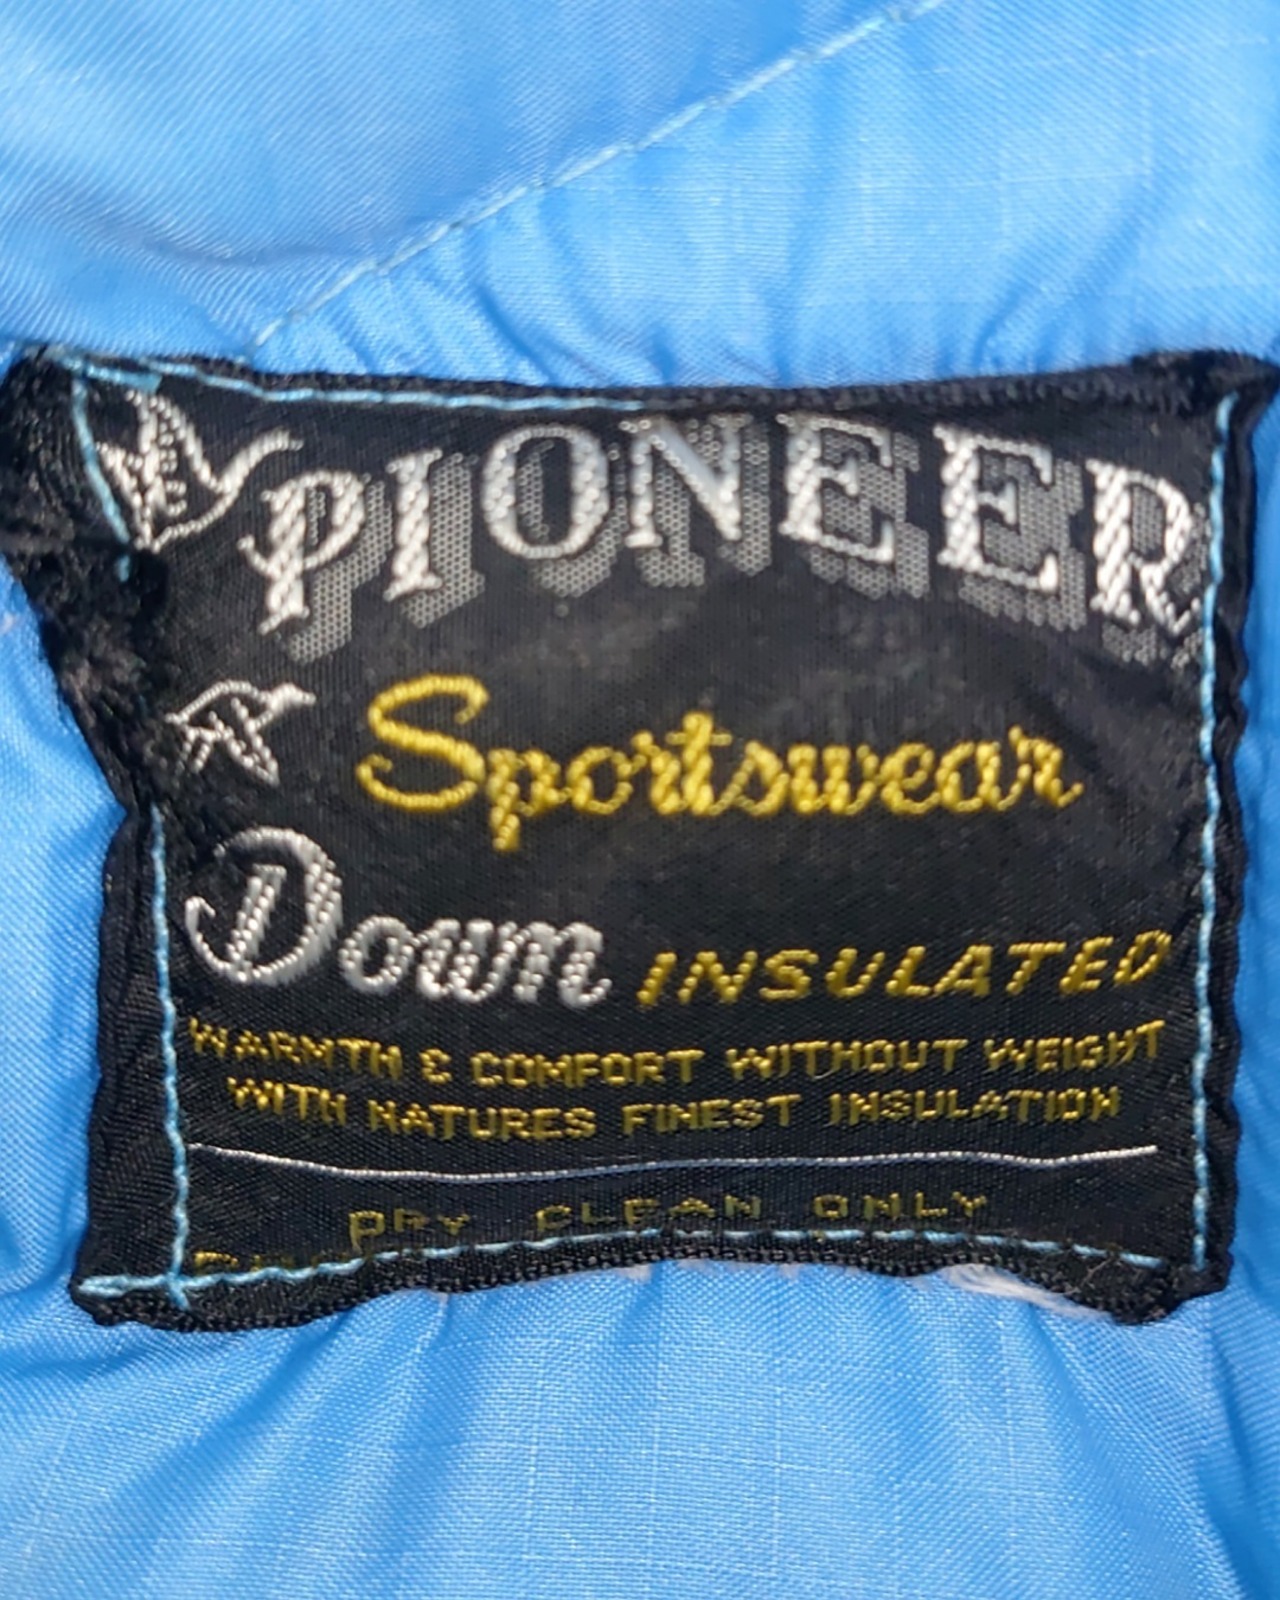 PIONEER
Sportswear
Down INSULATED
WARMTH & COMFORT WITHOUT WEIGHT
WITH NATURES FINEST INSULATION
DRY CLEAN ONLY